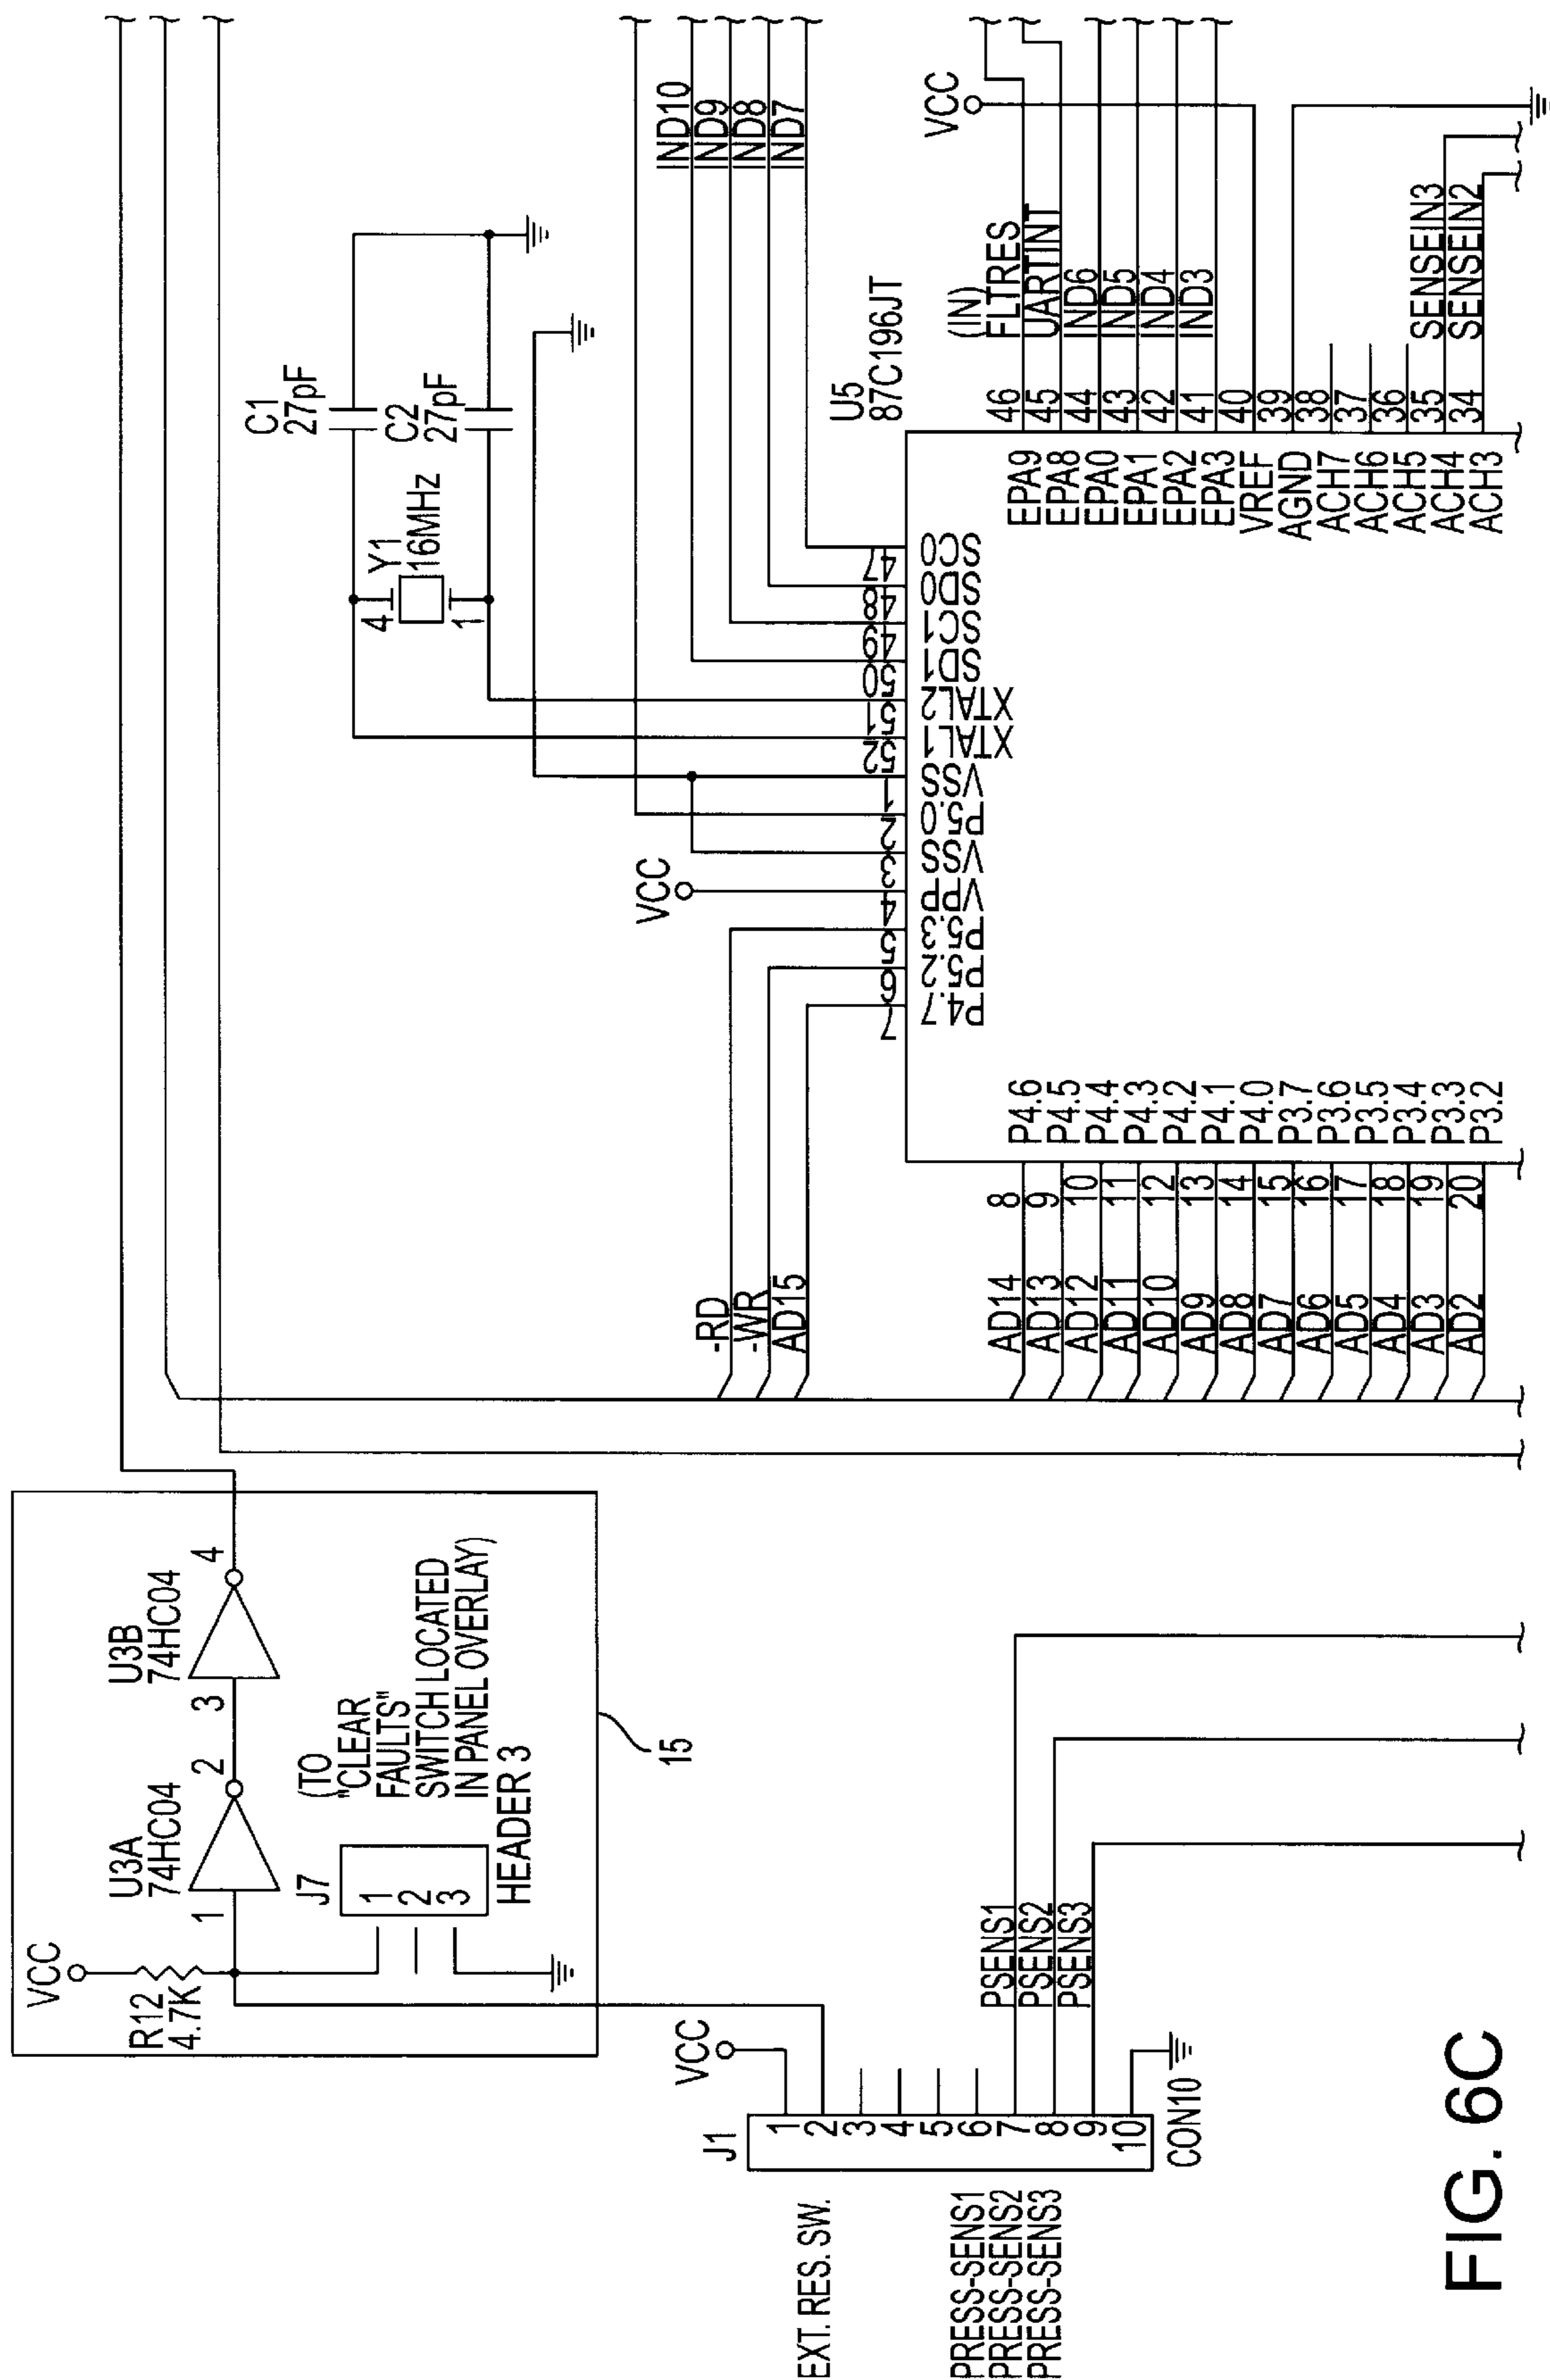 VCC
R12
4.7K
U3A
74HC04
1
2
U3B
74HC04
3
4
J7
1
2
3
HEADER 3
(TO
"CLEAR
FAULTS"
SWITCH LOCATED
IN PANEL OVERLAY)
15
VCC
J1
1
2
3
4
5
6
7
8
9
10
CON10
EXT. RES. SW.
PRESS-SENS1
PRESS-SENS2
PRESS-SENS3
PSENS1
PSENS2
PSENS3
C1
27pF
C2
27pF
Y1
16MHz
4
1
IND10
IND9
IND8
IND7
VCC
-RD
-WR
AD15
U5
87C196JT
7 P4.7
6 P5.2
5 P5.3
4 VPP
3 VSS
2 P5.0
1 VSS
52 XTAL1
51 XTAL2
50 SD1
49 SC1
48 SD0
47 SC0
AD14 8 P4.6
AD13 9 P4.5
AD12 10 P4.4
AD11 11 P4.3
AD10 12 P4.2
AD9 13 P4.1
AD8 14 P4.0
AD7 15 P3.7
AD6 16 P3.6
AD5 17 P3.5
AD4 18 P3.4
AD3 19 P3.3
AD2 20 P3.2
VCC
(IN)
EPA9 46 FLTRES
EPA8 45 UARTINT
EPA0 44 IND6
EPA1 43 IND5
EPA2 42 IND4
EPA3 41 IND3
VREF 40
AGND 39
ACH7 38
ACH6 37
ACH5 36
ACH4 35 SENSEIN3
ACH3 34 SENSEIN2
FIG. 6C